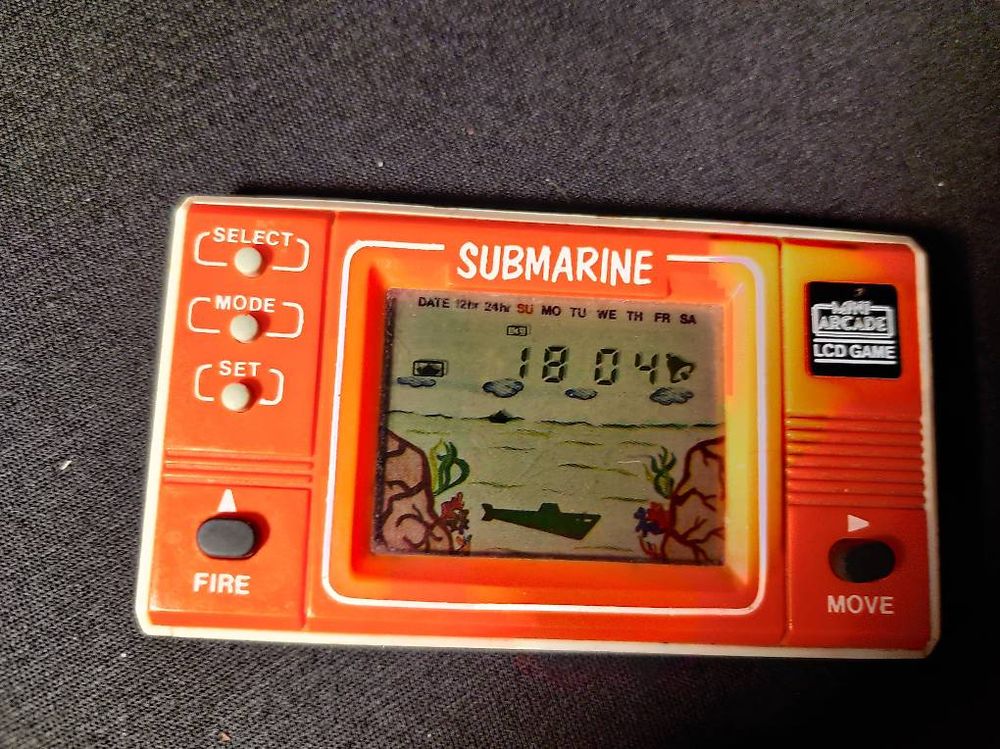 SELECT
MODE
SET
FIRE
SUBMARINE
DATE 12hr 24hr SU MO TU WE TH FR SA
18 04
MINI
ARCADE
LCD GAME
MOVE